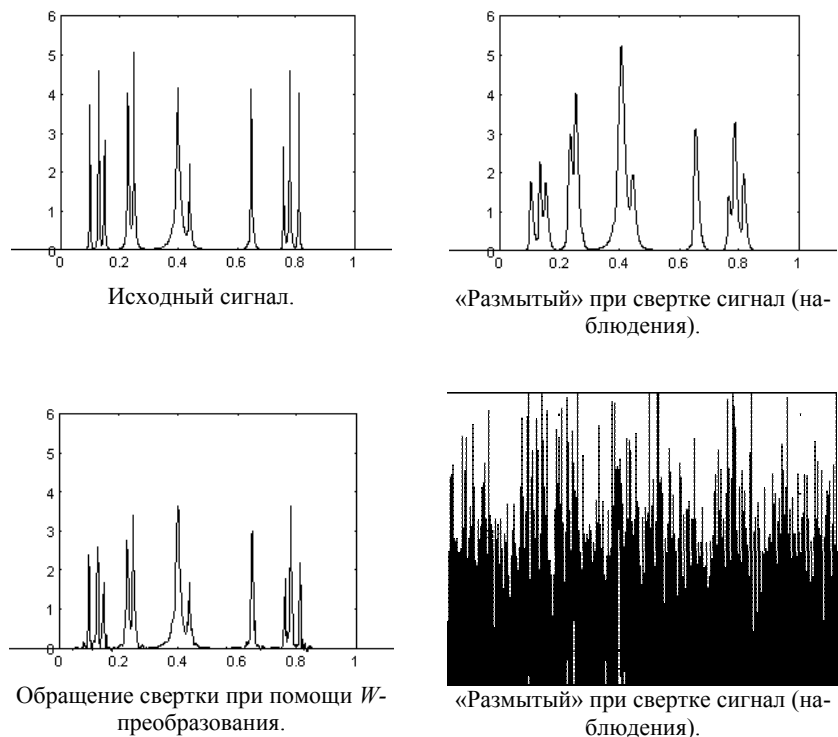 6
5
4
3
2
1
0
0 0.2 0.4 0.6 0.8 1
Исходный сигнал.
6
5
4
3
2
1
0
0 0.2 0.4 0.6 0.8 1
«Размытый» при свертке сигнал (на-
блюдения).
6
5
4
3
2
1
0
0 0.2 0.4 0.6 0.8 1
Обращение свертки при помощи W-
преобразования.
«Размытый» при свертке сигнал (на-
блюдения).